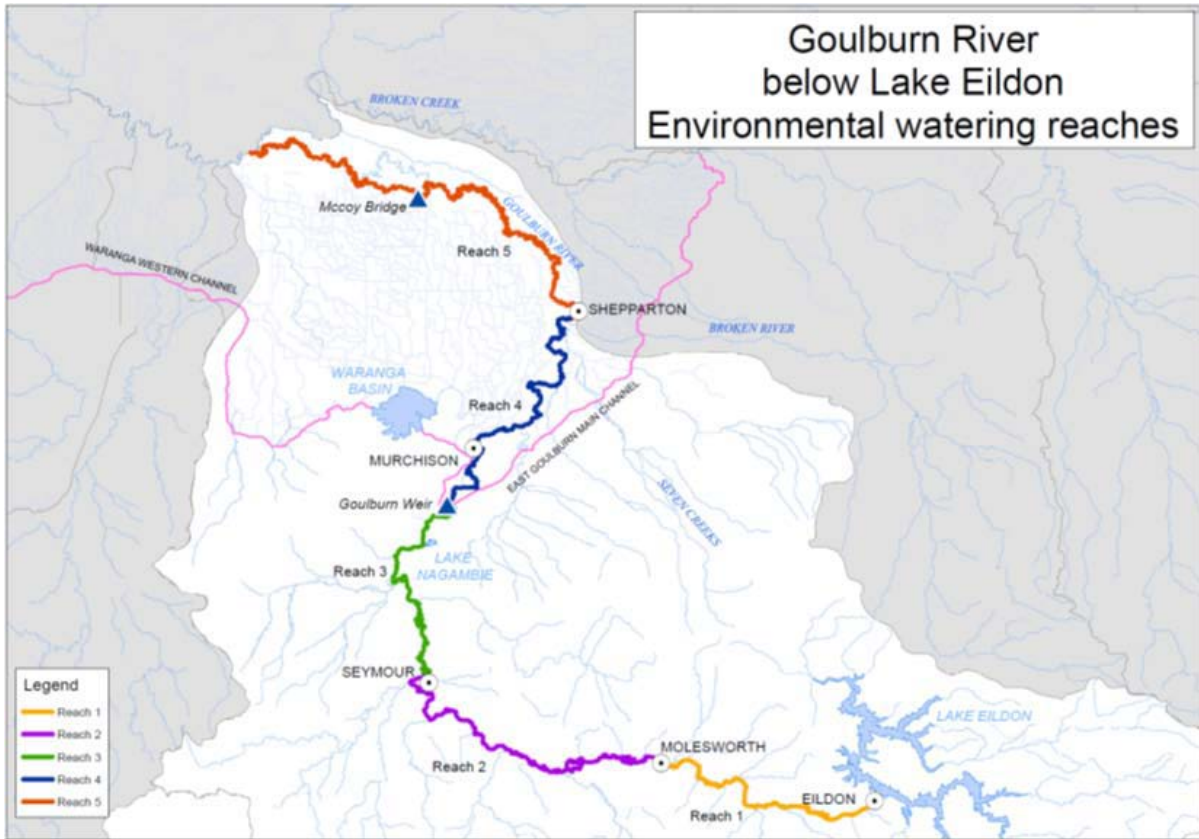 Goulburn River
below Lake Eildon
Environmental watering reaches
BROKEN CREEK
Mccoy Bridge
GOULBURN RIVER
Reach 5
WARANGA WESTERN CHANNEL
SHEPPARTON
BROKEN RIVER
WARANGA
BASIN
Reach 4
EAST GOULBURN MAIN CHANNEL
MURCHISON
SEVEN CREEKS
Goulburn Weir
LAKE
NAGAMBIE
Reach 3
SEYMOUR
Legend
Reach 1
Reach 2
Reach 3
Reach 4
Reach 5
LAKE EILDON
MOLESWORTH
Reach 2
EILDON
Reach 1